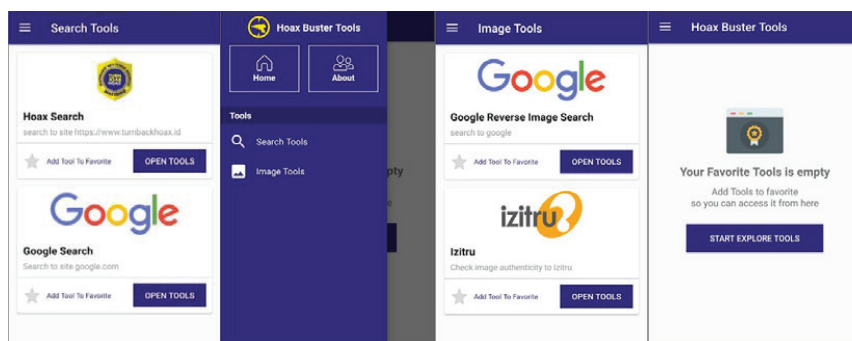 Search Tools
Hoax Search
search to site https://www.turnbackhoax.id
Add Tool To Favorite
OPEN TOOLS
Google
Google Search
Search to site google.com
Add Tool To Favorite
OPEN TOOLS
Hoax Buster Tools
Home
About
Tools
Search Tools
Image Tools
pty
e
Image Tools
Google
Google Reverse Image Search
search to google
Add Tool To Favorite
OPEN TOOLS
izitru
Izitru
Check image authenticity to Izitru
Add Tool To Favorite
OPEN TOOLS
Hoax Buster Tools
Your Favorite Tools is empty
Add Tools to favorite
so you can access it from here
START EXPLORE TOOLS